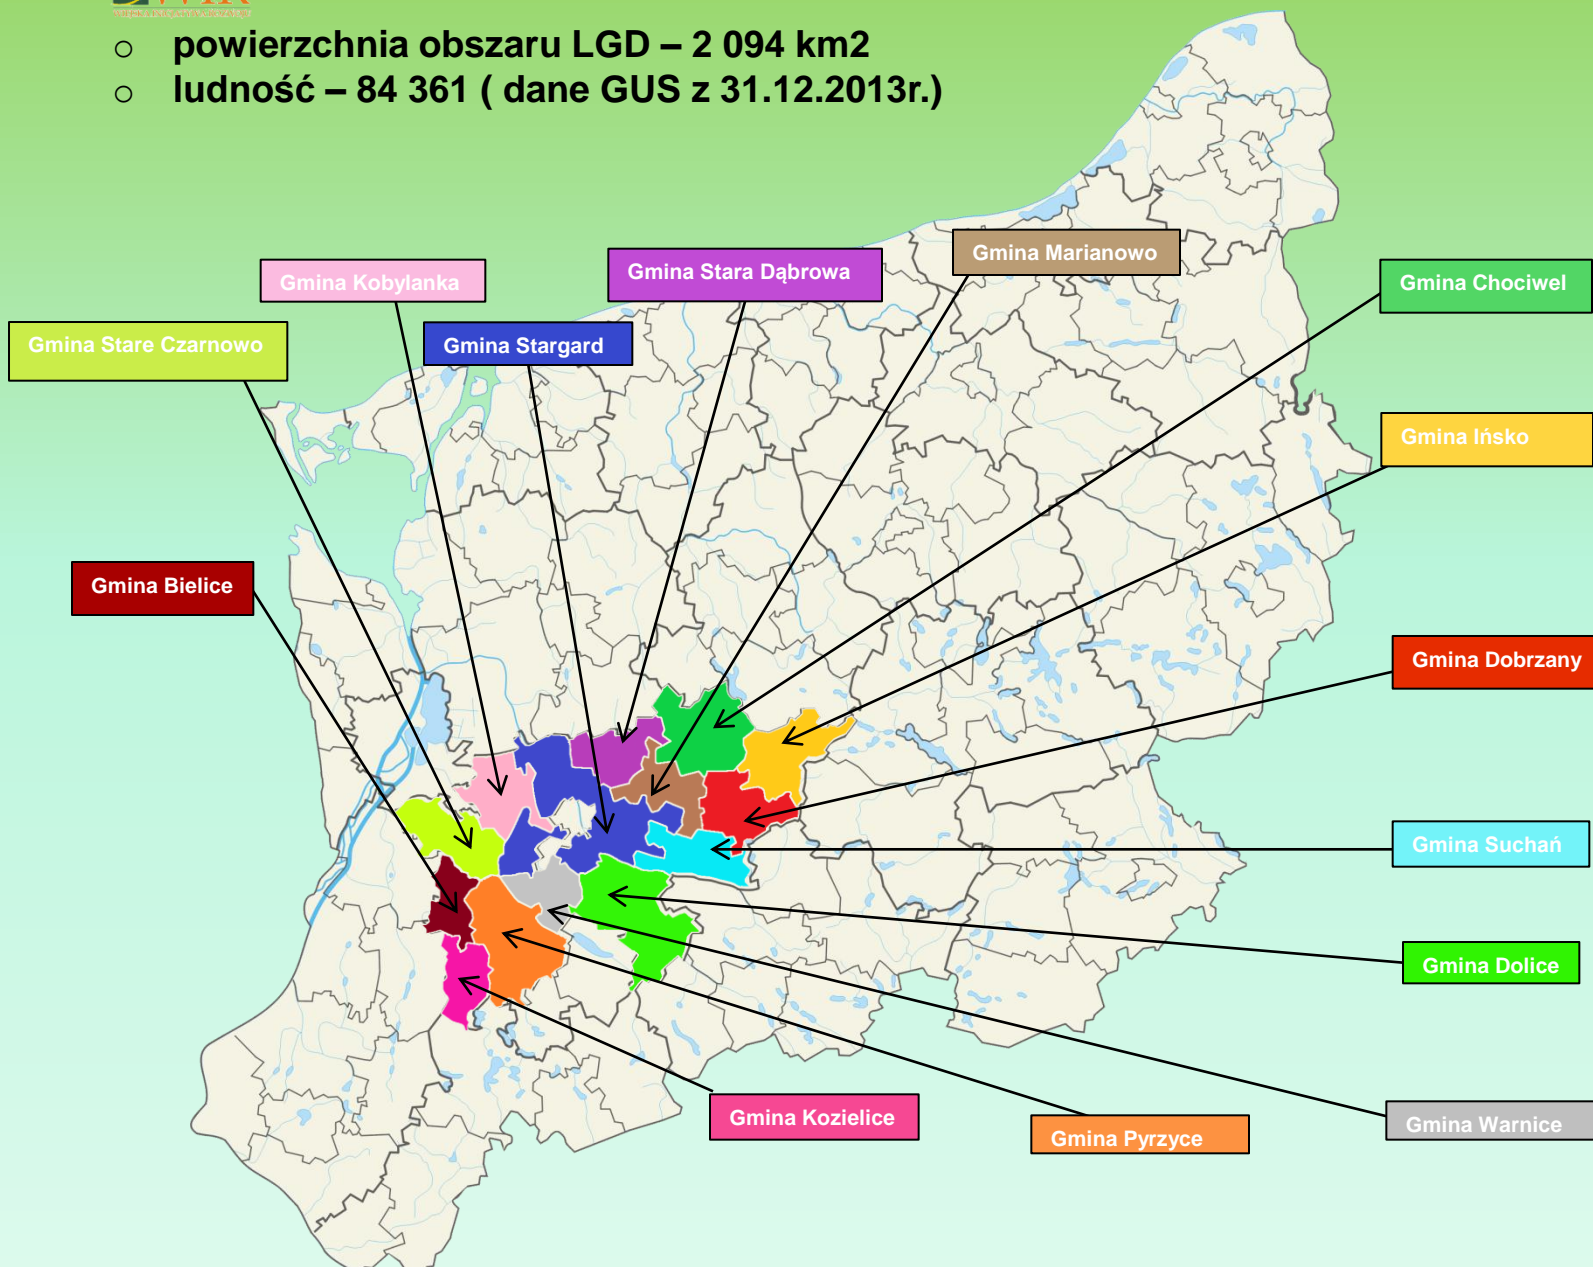 WIR
o powierzchnia obszaru LGD – 2 094 km2
o ludność – 84 361 ( dane GUS z 31.12.2013r.)
Gmina Marianowo
Gmina Stara Dąbrowa
Gmina Kobylanka
Gmina Chociwel
Gmina Stare Czarnowo
Gmina Stargard
Gmina Ińsko
Gmina Bielice
Gmina Dobrzany
Gmina Suchań
Gmina Dolice
Gmina Kozielice
Gmina Pyrzyce
Gmina Warnice